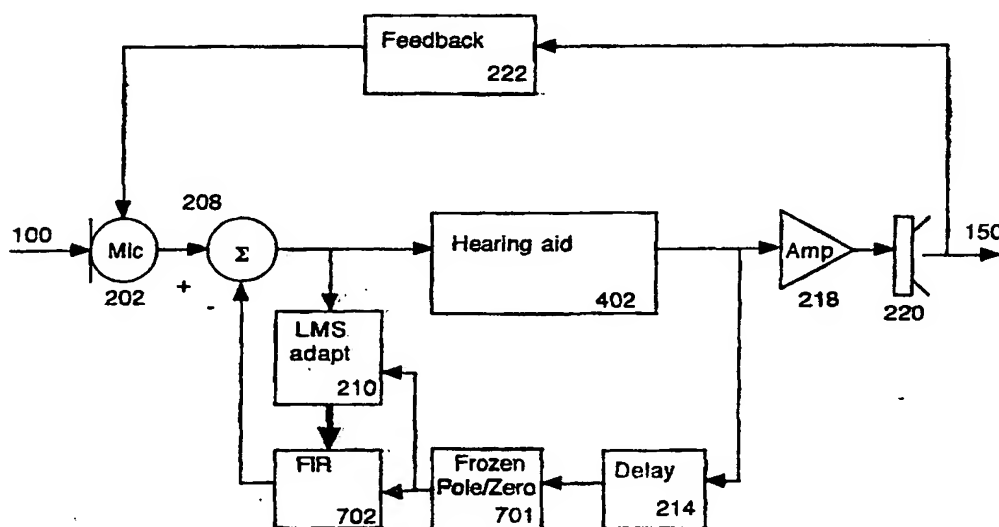 Feedback
222
208
100
Mic
Σ
Hearing aid
Amp
150
202
+
-
402
218
220
LMS
adapt
210
FIR
Frozen
Pole/Zero
Delay
702
701
214